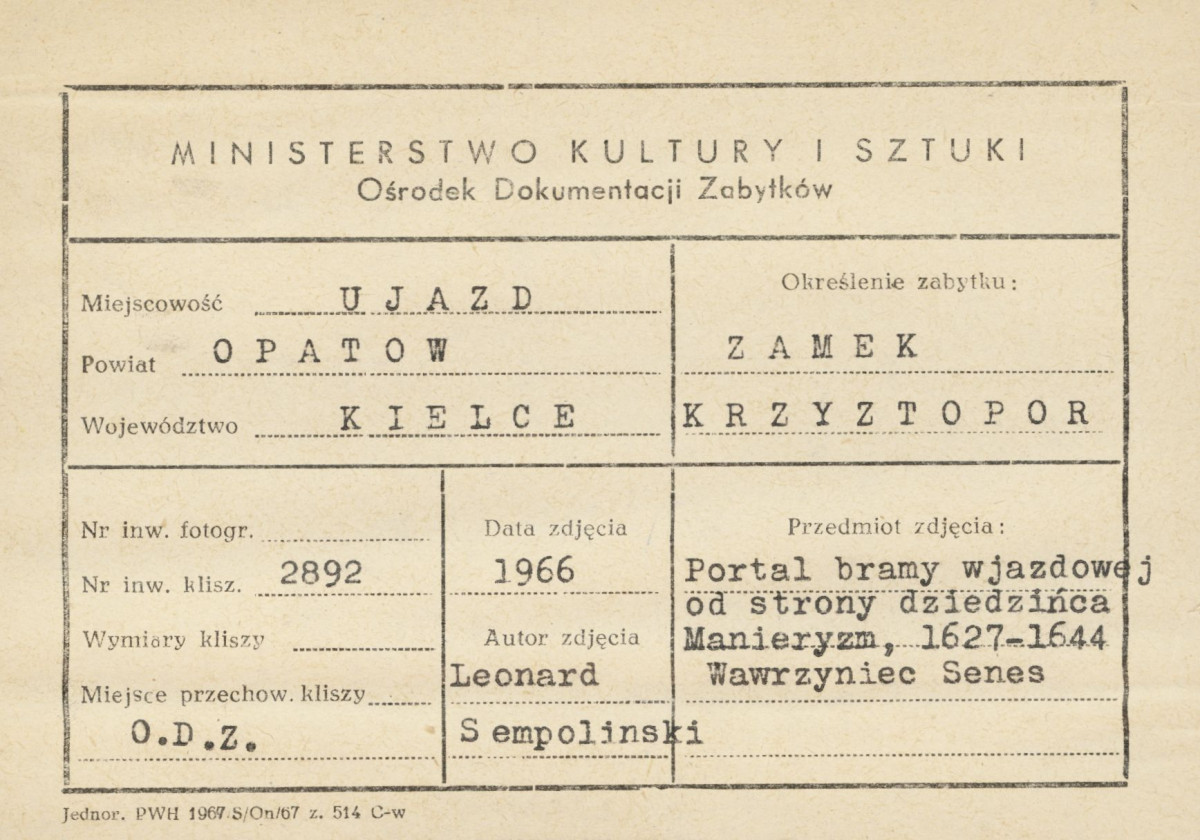 MINISTERSTWO KULTURY I SZTUKI
Ośrodek Dokumentacji Zabytków
Miejscowość UJAZD
Powiat OPATOW
Województwo KIELCE
Określenie zabytku:
ZAMEK
KRZYZTOPOR
Nr inw. fotogr.
Nr inw. klisz. 2892
Wymiary kliszy
Miejsce przechow. kliszy
O.D.Z.
Data zdjęcia
1966
Autor zdjęcia
Leonard
Sempolinski
Przedmiot zdjęcia:
Portal bramy wjazdowej
od strony dziedzińca
Manieryzm, 1627-1644
Wawrzyniec Senes
Jednor. PWH 1967 S/On/67 z. 514 C-w